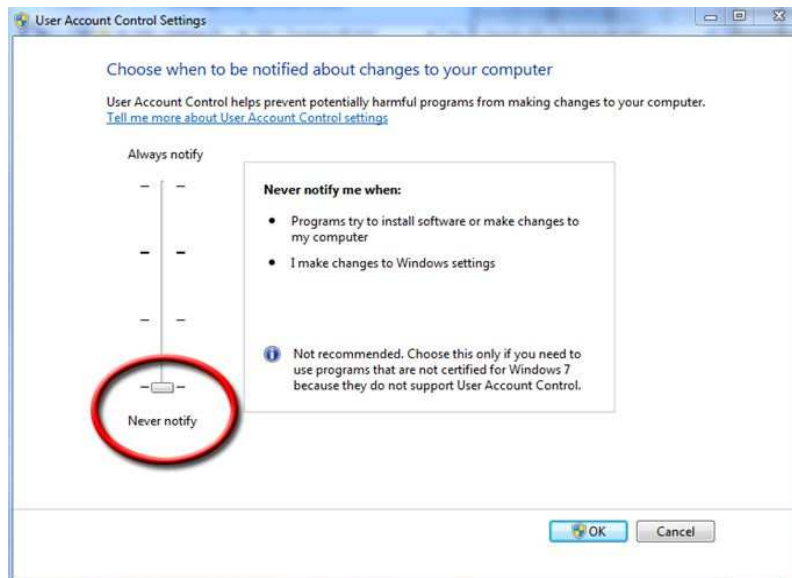 User Account Control Settings
Choose when to be notified about changes to your computer
User Account Control helps prevent potentially harmful programs from making changes to your computer.
Tell me more about User Account Control settings
Always notify
Never notify me when:
• Programs try to install software or make changes to
my computer
• I make changes to Windows settings
Not recommended. Choose this only if you need to
use programs that are not certified for Windows 7
because they do not support User Account Control.
Never notify
OK Cancel